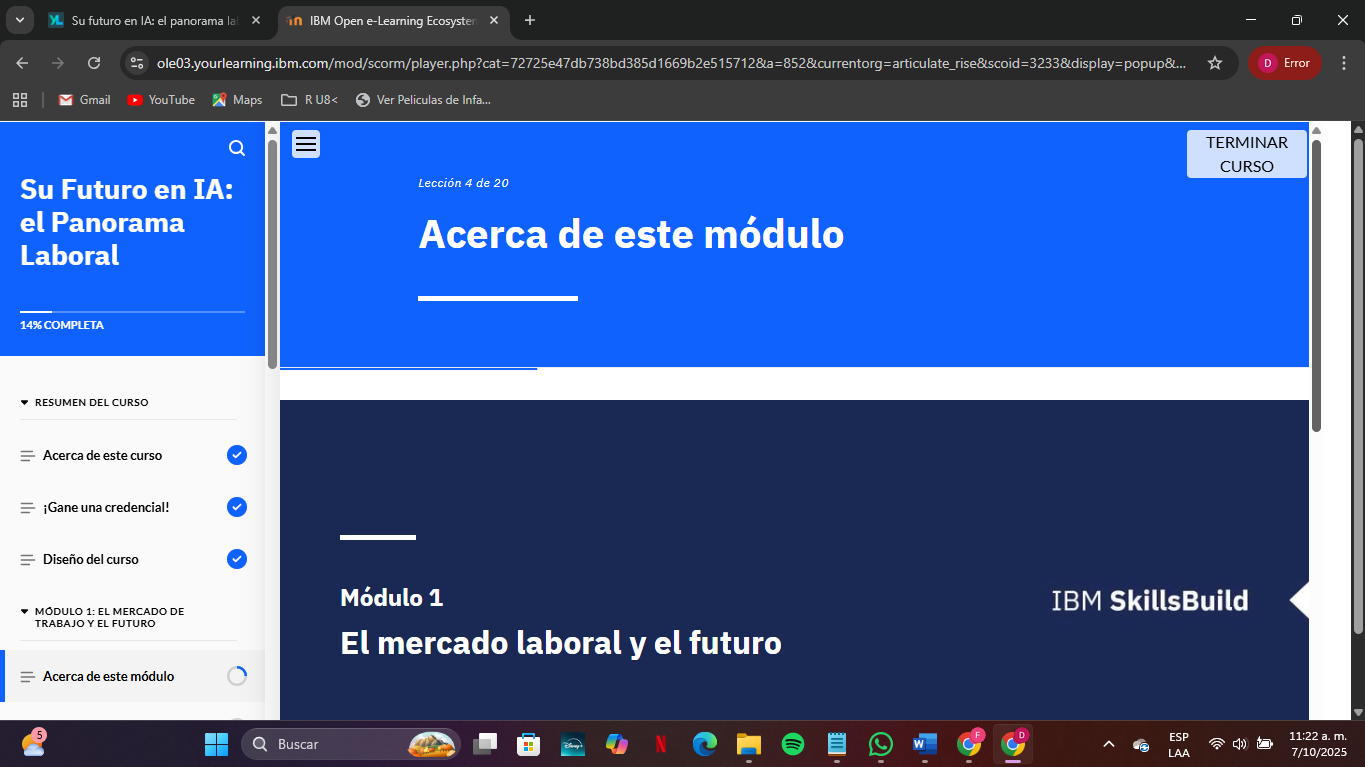 Su futuro en IA: el panorama la
IBM Open e-Learning Ecosystem
ole03.yourlearning.ibm.com/mod/scorm/player.php?cat=72725e47db738bd385d1669b2e515712&a=852&currentorg=articulate_rise&scoid=3233&display=popup&...
D
Error
Gmail
YouTube
Maps
R U8<
Ver Peliculas de Infa...
Su Futuro en IA:
el Panorama
Laboral
14% COMPLETA
RESUMEN DEL CURSO
Acerca de este curso
¡Gane una credencial!
Diseño del curso
MÓDULO 1: EL MERCADO DE
TRABAJO Y EL FUTURO
Acerca de este módulo
TERMINAR
CURSO
Lección 4 de 20
Acerca de este módulo
Módulo 1
El mercado laboral y el futuro
IBM SkillsBuild
5
Buscar
Disney+
N
W
F
D
ESP
LAA
11:22 a. m.
7/10/2025